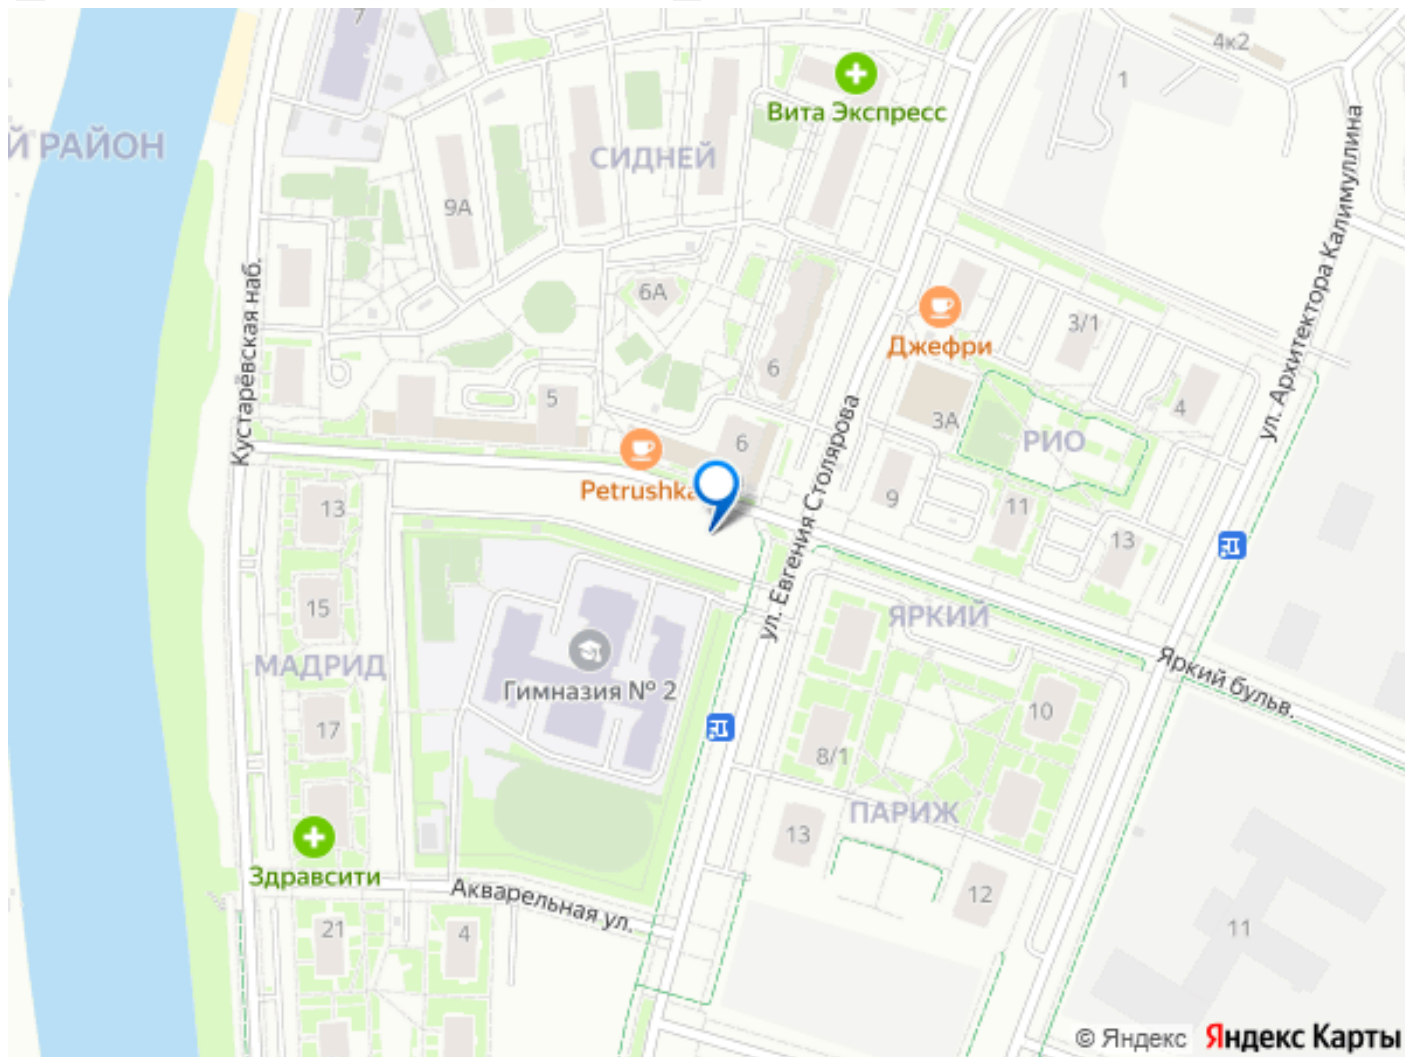 7
4к2
1
Вита Экспресс
Й РАЙОН
СИДНЕЙ
9А
ул. Архитектора Калимуллина
Кустарёвская наб.
6А
3/1
Джефри
6
5
4
3А
РИО
6
ул. Евгения Столярова
Petrushka
9
11
13
13
15
ЯРКИЙ
МАДРИД
Яркий бульв.
Гимназия № 2
10
17
8/1
ПАРИЖ
13
Здравсити
Акварельная ул.
12
21
4
11
© Яндекс
Яндекс Карты